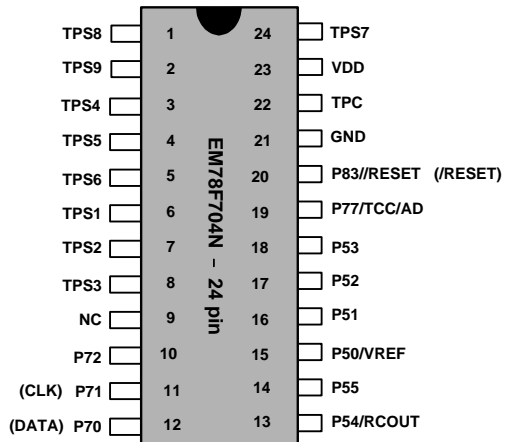 TPS8 1 24 TPS7
TPS9 2 23 VDD
TPS4 3 22 TPC
TPS5 4 21 GND
TPS6 5 20 P83//RESET (/RESET)
TPS1 6 19 P77/TCC/AD
TPS2 7 18 P53
TPS3 8 17 P52
NC 9 16 P51
P72 10 15 P50/VREF
(CLK) P71 11 14 P55
(DATA) P70 12 13 P54/RCOUT
EM78F704N – 24 pin